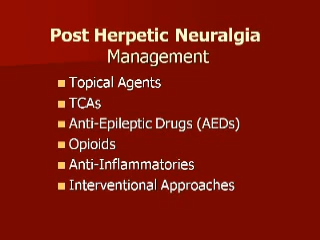 Post Herpetic Neuralgia
Management
Topical Agents
TCAs
Anti-Epileptic Drugs (AEDs)
Opioids
Anti-Inflammatories
Interventional Approaches